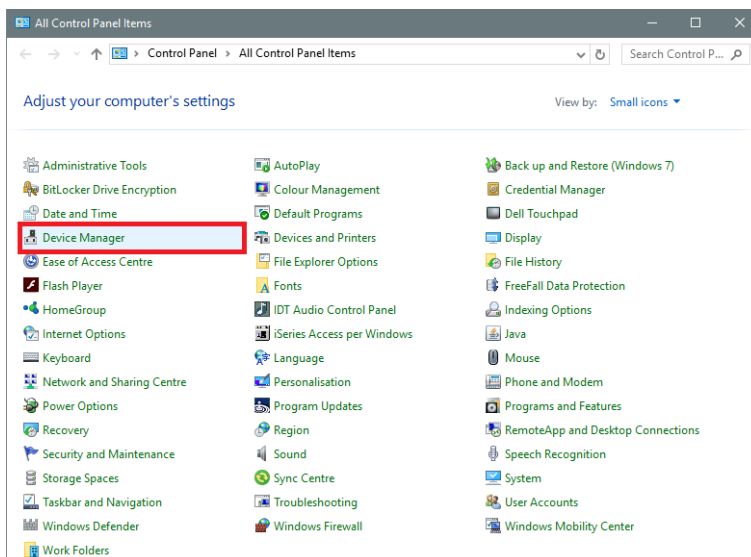 All Control Panel Items
Control Panel > All Control Panel Items
Search Control P...
Adjust your computer's settings
View by: Small icons
Administrative Tools
AutoPlay
Back up and Restore (Windows 7)
BitLocker Drive Encryption
Colour Management
Credential Manager
Date and Time
Default Programs
Dell Touchpad
Device Manager
Devices and Printers
Display
Ease of Access Centre
File Explorer Options
File History
Flash Player
Fonts
FreeFall Data Protection
HomeGroup
IDT Audio Control Panel
Indexing Options
Internet Options
iSeries Access per Windows
Java
Keyboard
Language
Mouse
Network and Sharing Centre
Personalisation
Phone and Modem
Power Options
Program Updates
Programs and Features
Recovery
Region
RemoteApp and Desktop Connections
Security and Maintenance
Sound
Speech Recognition
Storage Spaces
Sync Centre
System
Taskbar and Navigation
Troubleshooting
User Accounts
Windows Defender
Windows Firewall
Windows Mobility Center
Work Folders